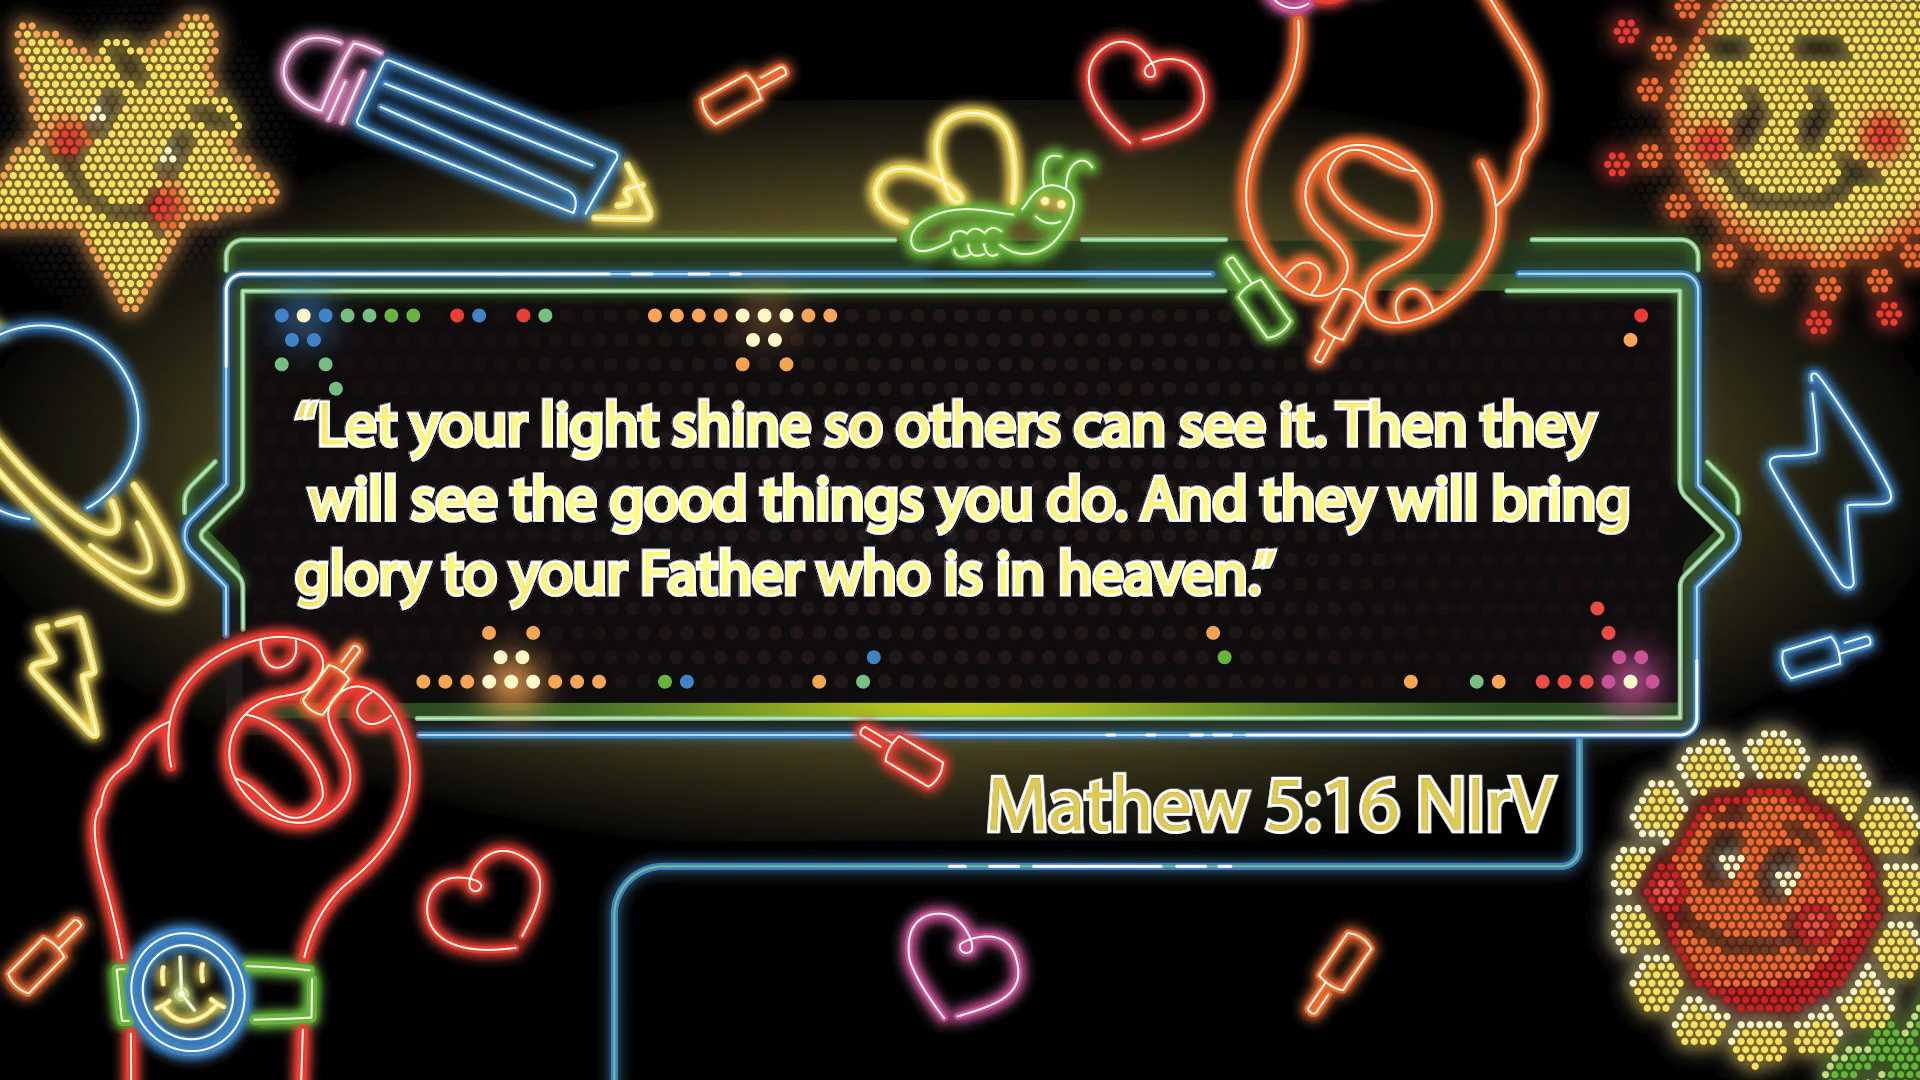 “Let your light shine so others can see it. Then they
will see the good things you do. And they will bring
glory to your Father who is in heaven.”
Mathew 5:16 NIrV